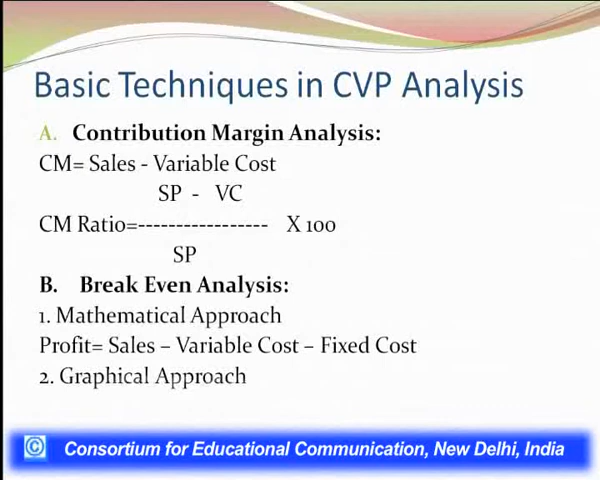 Basic Techniques in CVP Analysis
A. Contribution Margin Analysis:
CM= Sales - Variable Cost
SP - VC
CM Ratio=----------------- X 100
SP
B. Break Even Analysis:
1. Mathematical Approach
Profit= Sales – Variable Cost – Fixed Cost
2. Graphical Approach
© Consortium for Educational Communication, New Delhi, India